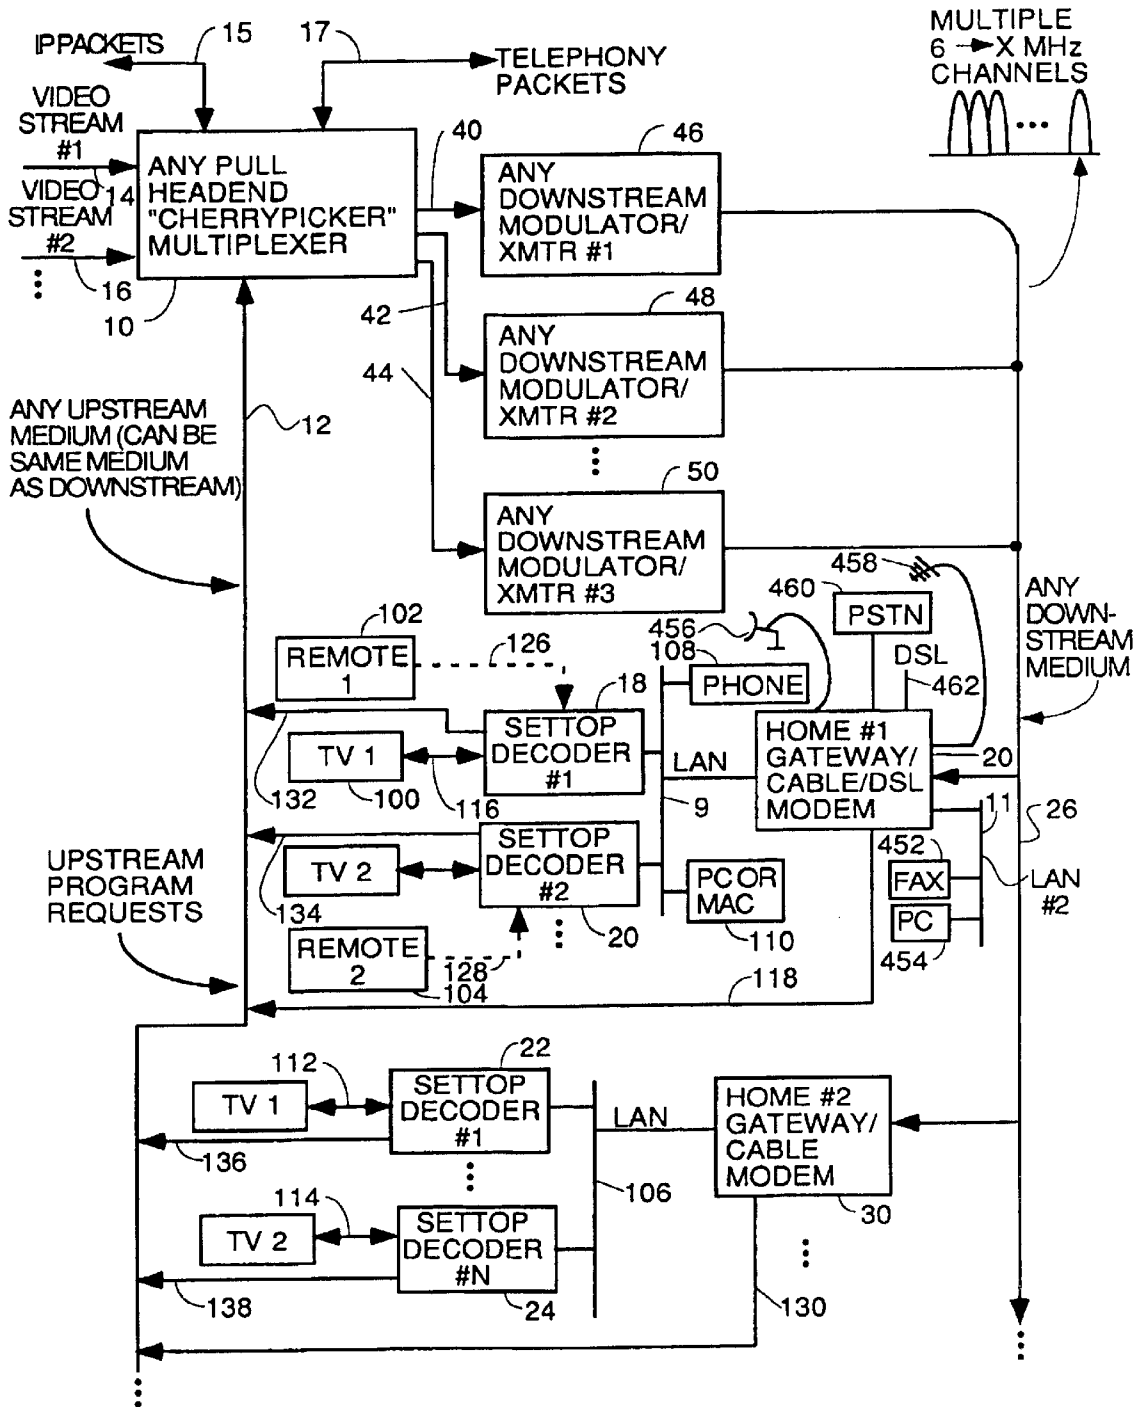 IP PACKETS
15
17
TELEPHONY
PACKETS
MULTIPLE
6 → X MHz
CHANNELS
VIDEO
STREAM
#1
14
VIDEO
STREAM
#2
16
10
ANY PULL
HEADEND
"CHERRYPICKER"
MULTIPLEXER
40
42
44
46
ANY
DOWNSTREAM
MODULATOR/
XMTR #1
48
ANY
DOWNSTREAM
MODULATOR/
XMTR #2
50
ANY
DOWNSTREAM
MODULATOR/
XMTR #3
ANY UPSTREAM
MEDIUM (CAN BE
SAME MEDIUM
AS DOWNSTREAM)
12
458
460
PSTN
ANY
DOWN-
STREAM
MEDIUM
102
REMOTE
1
126
456
108
PHONE
DSL
462
18
SETTOP
DECODER
#1
TV 1
132
100
116
LAN
9
HOME #1
GATEWAY/
CABLE/DSL
MODEM
20
11
26
SETTOP
DECODER
#2
TV 2
134
20
PC OR
MAC
110
452
FAX
PC
454
LAN
#2
UPSTREAM
PROGRAM
REQUESTS
REMOTE
2
128
104
118
112
22
TV 1
SETTOP
DECODER
#1
136
LAN
HOME #2
GATEWAY/
CABLE
MODEM
30
106
114
TV 2
SETTOP
DECODER
#N
138
24
130